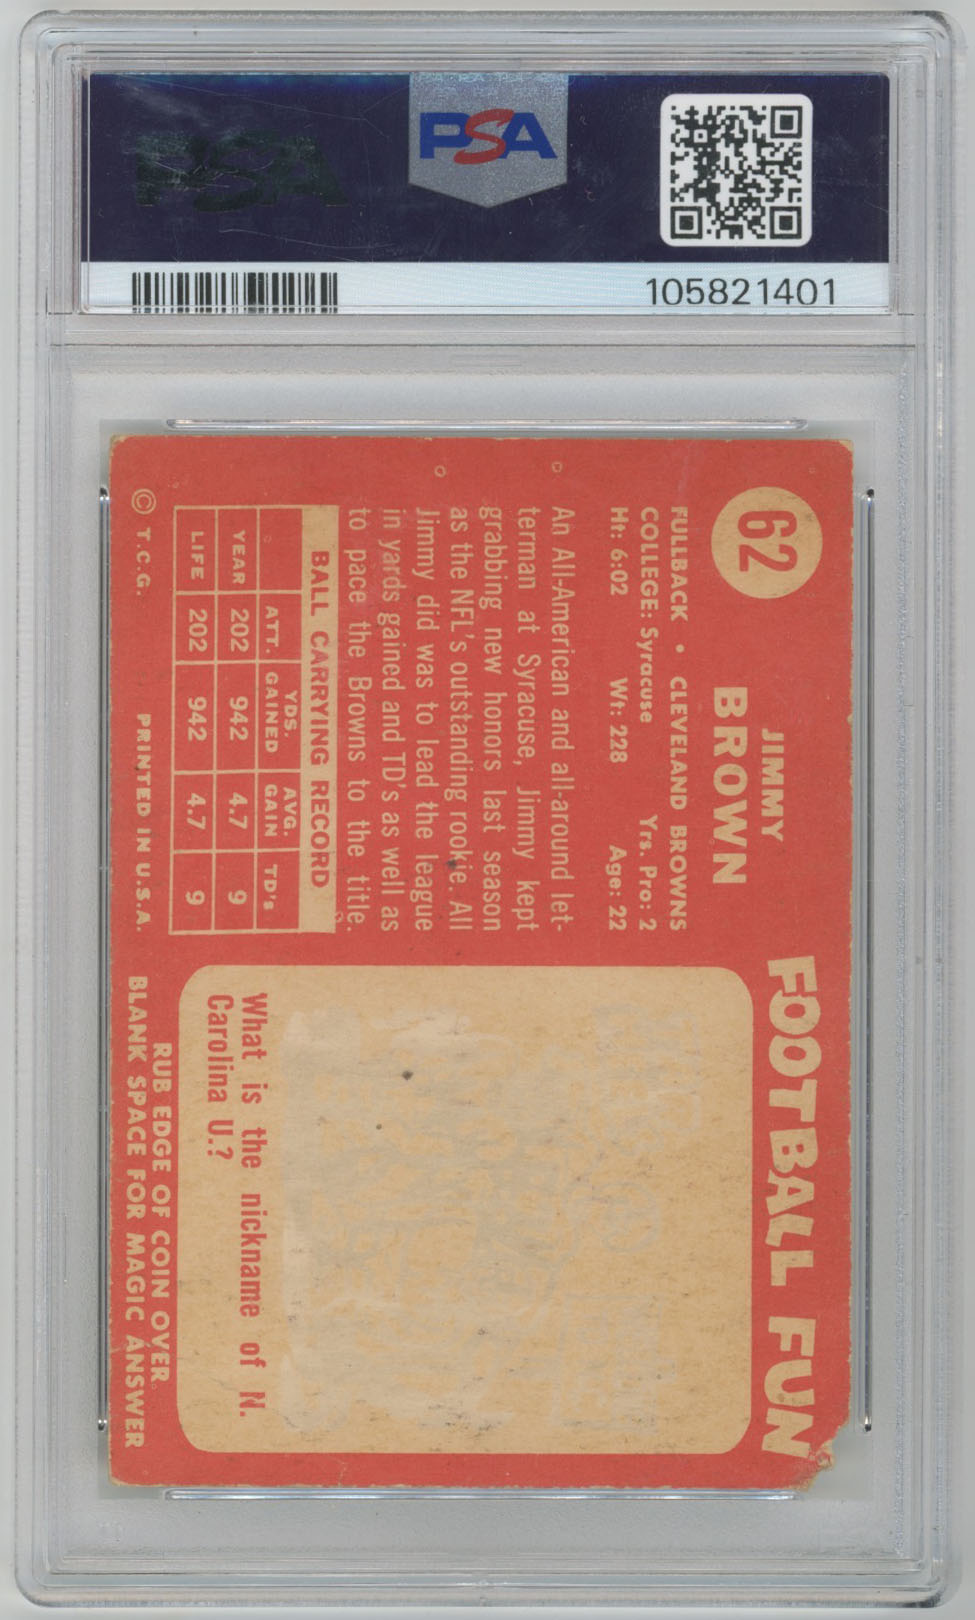 PSA
PSA
105821401
62
JIMMY
BROWN
FULLBACK • CLEVELAND BROWNS
COLLEGE: Syracuse Yrs. Pro: 2
Ht: 6:02 Wt: 228 Age: 22
An All-American and all-around let-
terman at Syracuse, Jimmy kept
grabbing new honors last season
as the NFL's outstanding rookie. All
Jimmy did was to lead the league
in yards gained and TD's as well as
to pace the Browns to the title.
BALL CARRYING RECORD
ATT. YDS. GAINED AVG. GAIN TD's
YEAR 202 942 4.7 9
LIFE 202 942 4.7 9
© T.C.G. PRINTED IN U.S.A.
FOOTBALL FUN
What is the nickname of N.
Carolina U.?
RUB EDGE OF COIN OVER
BLANK SPACE FOR MAGIC ANSWER